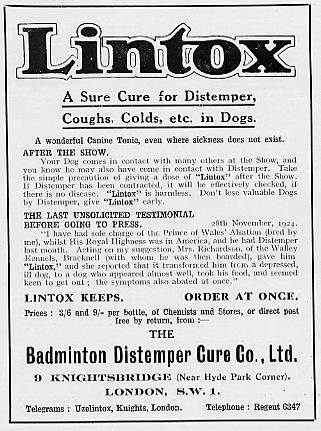 Lintox
A Sure Cure for Distemper,
Coughs, Colds, etc. in Dogs.
A wonderful Canine Tonic, even where sickness does not exist.
AFTER THE SHOW.
Your Dog comes in contact with many others at the Show, and
you know he may also have come in contact with Distemper. Take
the simple precaution of giving a dose of "Lintox" after the Show.
If Distemper has been contracted, it will be effectively checked, if
there is no disease. "Lintox" is harmless. Don't lose valuable Dogs
by Distemper, give "Lintox" early.
THE LAST UNSOLICITED TESTIMONIAL
BEFORE GOING TO PRESS. 28th November, 1924.
"I have had sole charge of the Prince of Wales' Alsatian (bred by
me), whilst His Royal Highness was in America, and he had Distemper
last month. Acting on my suggestion, Mrs. Richardson, of the Walley
Kennels, Bracknell (with whom he was then boarded), gave him
"Lintox," and she reported that it transformed him from a depressed,
ill dog, to a dog who appeared almost well, took his food, and seemed
keen to get out; the symptoms also abated at once."
LINTOX KEEPS. ORDER AT ONCE.
Prices: 3/6 and 9/- per bottle, of Chemists and Stores, or direct post
free by return, from:—
THE
Badminton Distemper Cure Co., Ltd.
9 KNIGHTSBRIDGE (Near Hyde Park Corner),
LONDON, S.W.1.
Telegrams: Uzelintox, Knights, London. Telephone: Regent 6347